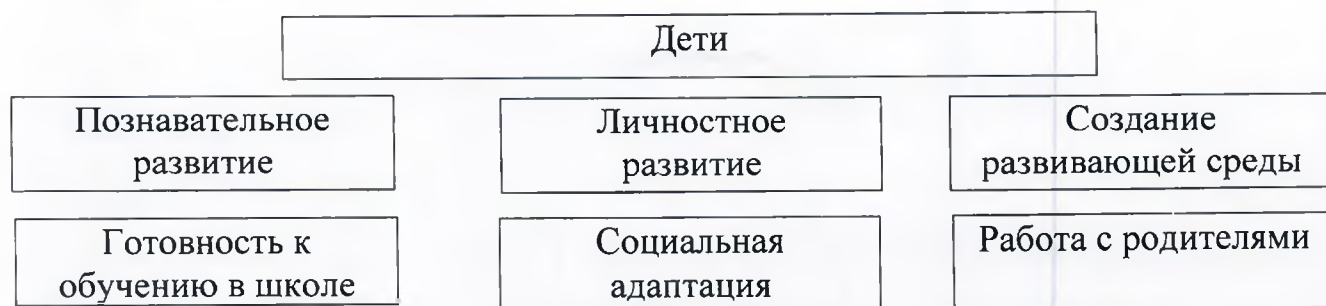 Дети
Познавательное
развитие
Личностное
развитие
Создание
развивающей среды
Готовность к
обучению в школе
Социальная
адаптация
Работа с родителями